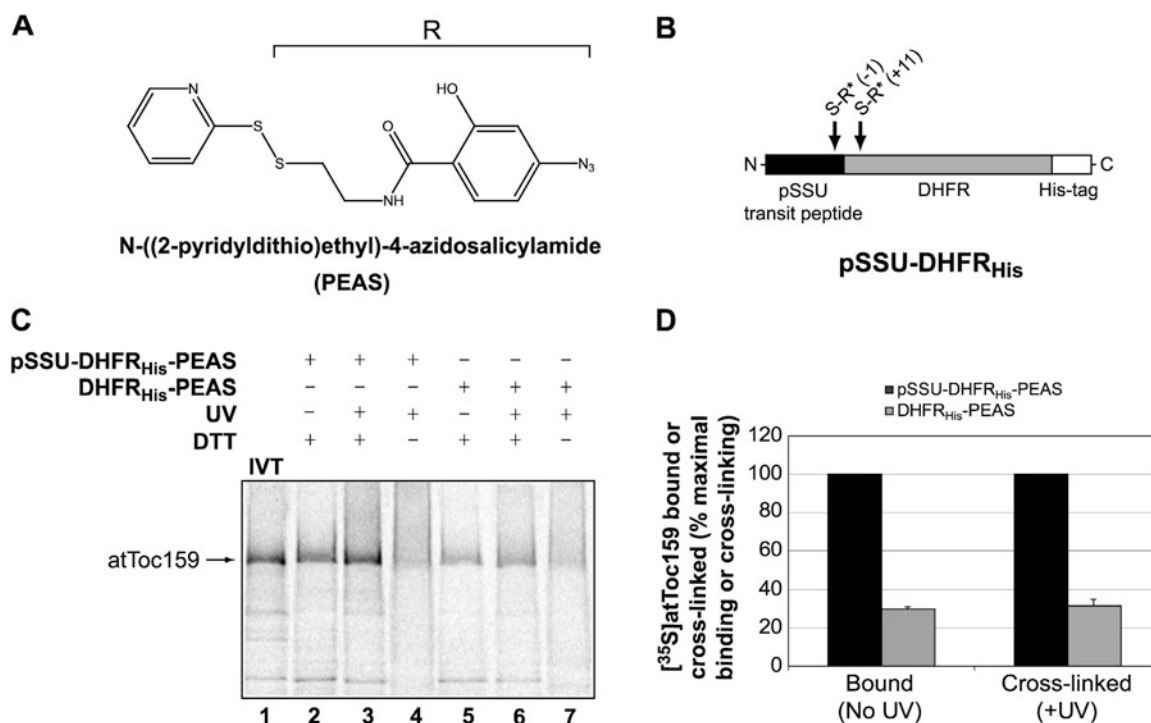 A
R
N
S
S
O
NH
HO
N3
N-((2-pyridyldithio)ethyl)-4-azidosalicylamide
(PEAS)
B
S-R* (-1)
S-R* (+11)
N
C
pSSU
transit peptide
DHFR
His-tag
pSSU-DHFRHis
C
pSSU-DHFRHis-PEAS + + + – – –
DHFRHis-PEAS – – – + + +
UV – + + – + +
DTT + + – + + –
IVT
atToc159
1 2 3 4 5 6 7
D
pSSU-DHFRHis-PEAS
DHFRHis-PEAS
[35S]atToc159 bound or
cross-linked (% maximal
binding or cross-linking)
120
100
80
60
40
20
0
Bound
(No UV)
Cross-linked
(+UV)